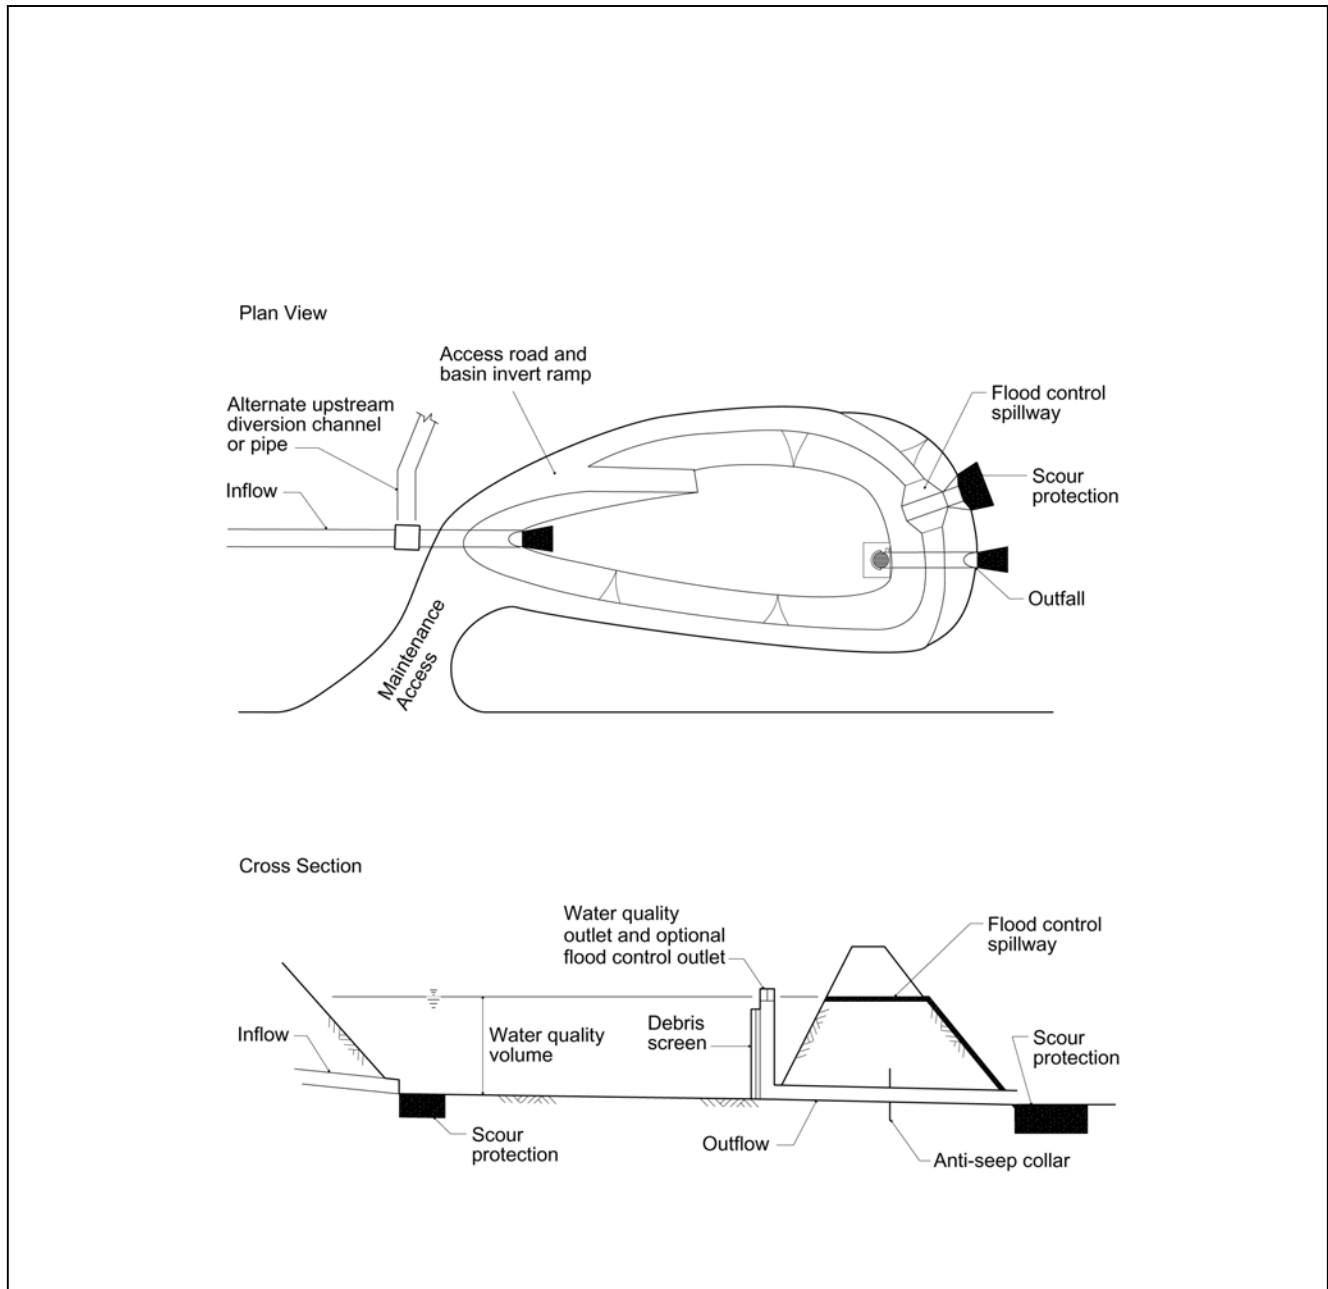 Plan View
Access road and
basin invert ramp
Alternate upstream
diversion channel
or pipe
Flood control
spillway
Inflow
Scour
protection
Outfall
Maintenance
Access
Cross Section
Water quality
outlet and optional
flood control outlet
Flood control
spillway
Inflow
Water quality
volume
Debris
screen
Scour
protection
Scour
protection
Outflow
Anti-seep collar